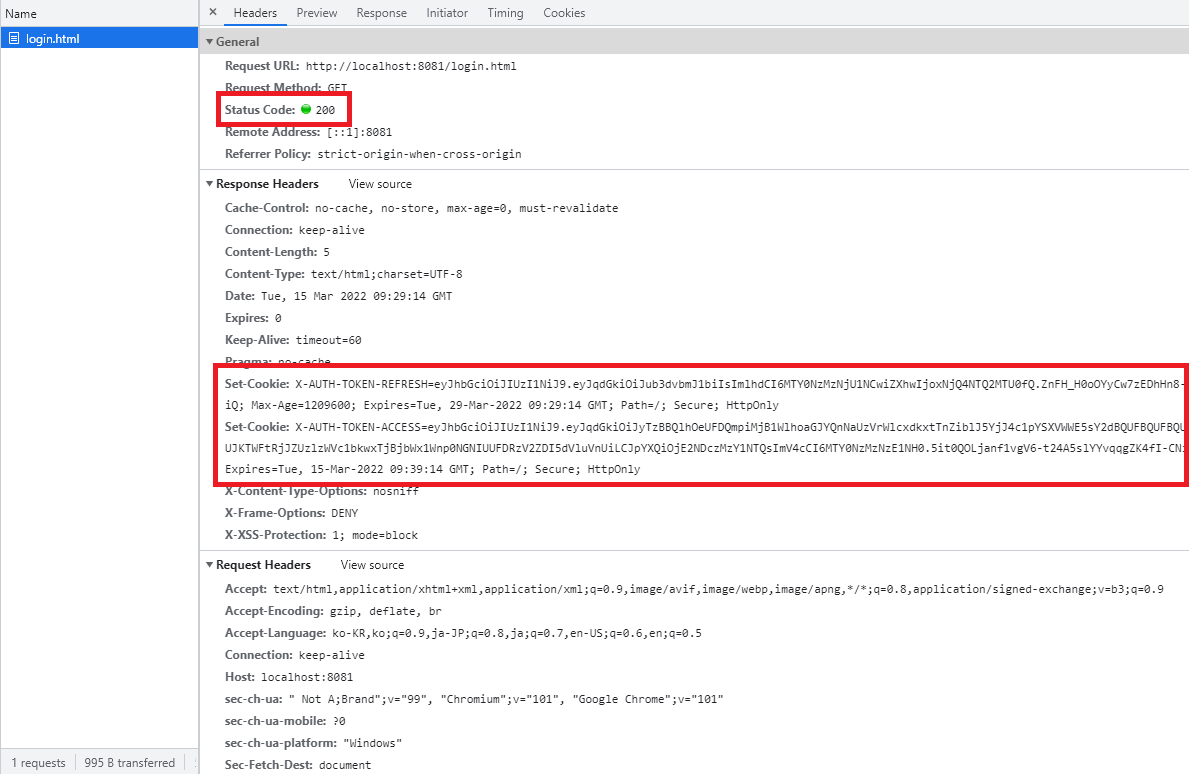 Name
login.html
× Headers Preview Response Initiator Timing Cookies
General
Request URL: http://localhost:8081/login.html
Request Method: GET
Status Code: 200
Remote Address: [::1]:8081
Referrer Policy: strict-origin-when-cross-origin
Response Headers View source
Cache-Control: no-cache, no-store, max-age=0, must-revalidate
Connection: keep-alive
Content-Length: 5
Content-Type: text/html;charset=UTF-8
Date: Tue, 15 Mar 2022 09:29:14 GMT
Expires: 0
Keep-Alive: timeout=60
Pragma: no-cache
Set-Cookie: X-AUTH-TOKEN-REFRESH=eyJhbGciOiJIUzI1NiJ9.eyJqdGkiOiJub3dvbmJ1biIsImlhdCI6MTY0NzMzNjU1NCwiZXhwIjoxNjQ4NTQ2MTU0fQ.ZnFH_H0oOYyCw7zEDhHn8-
iQ; Max-Age=1209600; Expires=Tue, 29-Mar-2022 09:29:14 GMT; Path=/; Secure; HttpOnly
Set-Cookie: X-AUTH-TOKEN-ACCESS=eyJhbGciOiJIUzI1NiJ9.eyJqdGkiOiJyTzBBQlhOeUFDQmpiMjB1WlhoaGJYQnNaUzVrWlcxdkxtTnZiblJ5YjJ4c1pYSXVWWE5sY2dBQUFBQUFBQU
UJKTWFtRjJZUzlzWVc1bkwxTjBjbWx1Wnp0NGNIUUFDRzV2ZDI5dVluVnUiLCJpYXQiOjE2NDczMzY1NTQsImV4cCI6MTY0NzMzNzE1NH0.5it0QOLjanf1vgV6-t24A5slYYvqqgZK4fI-CNi
Expires=Tue, 15-Mar-2022 09:39:14 GMT; Path=/; Secure; HttpOnly
X-Content-Type-Options: nosniff
X-Frame-Options: DENY
X-XSS-Protection: 1; mode=block
Request Headers View source
Accept: text/html,application/xhtml+xml,application/xml;q=0.9,image/avif,image/webp,image/apng,*/*;q=0.8,application/signed-exchange;v=b3;q=0.9
Accept-Encoding: gzip, deflate, br
Accept-Language: ko-KR,ko;q=0.9,ja-JP;q=0.8,ja;q=0.7,en-US;q=0.6,en;q=0.5
Connection: keep-alive
Host: localhost:8081
sec-ch-ua: " Not A;Brand";v="99", "Chromium";v="101", "Google Chrome";v="101"
sec-ch-ua-mobile: ?0
sec-ch-ua-platform: "Windows"
Sec-Fetch-Dest: document
1 requests 995 B transferred